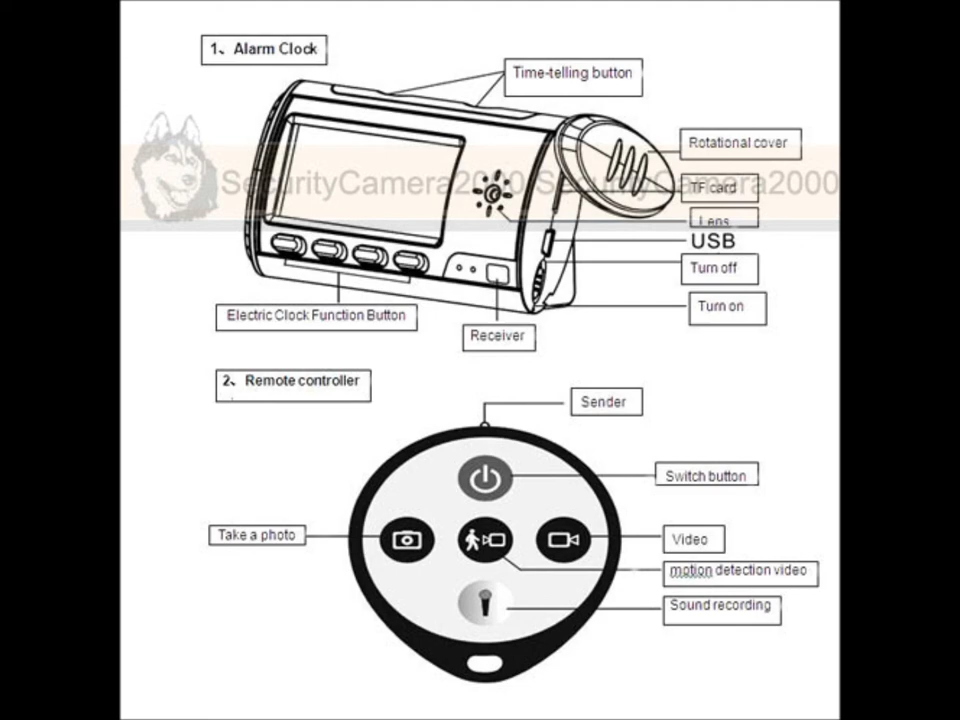 1、Alarm Clock
Time-telling button
Rotational cover
SecurityCamera2000 SecurityCamera2000
TF card
Lens
USB
Turn off
Turn on
Electric Clock Function Button
Receiver
2、Remote controller
Sender
Switch button
Take a photo
Video
motion detection video
Sound recording